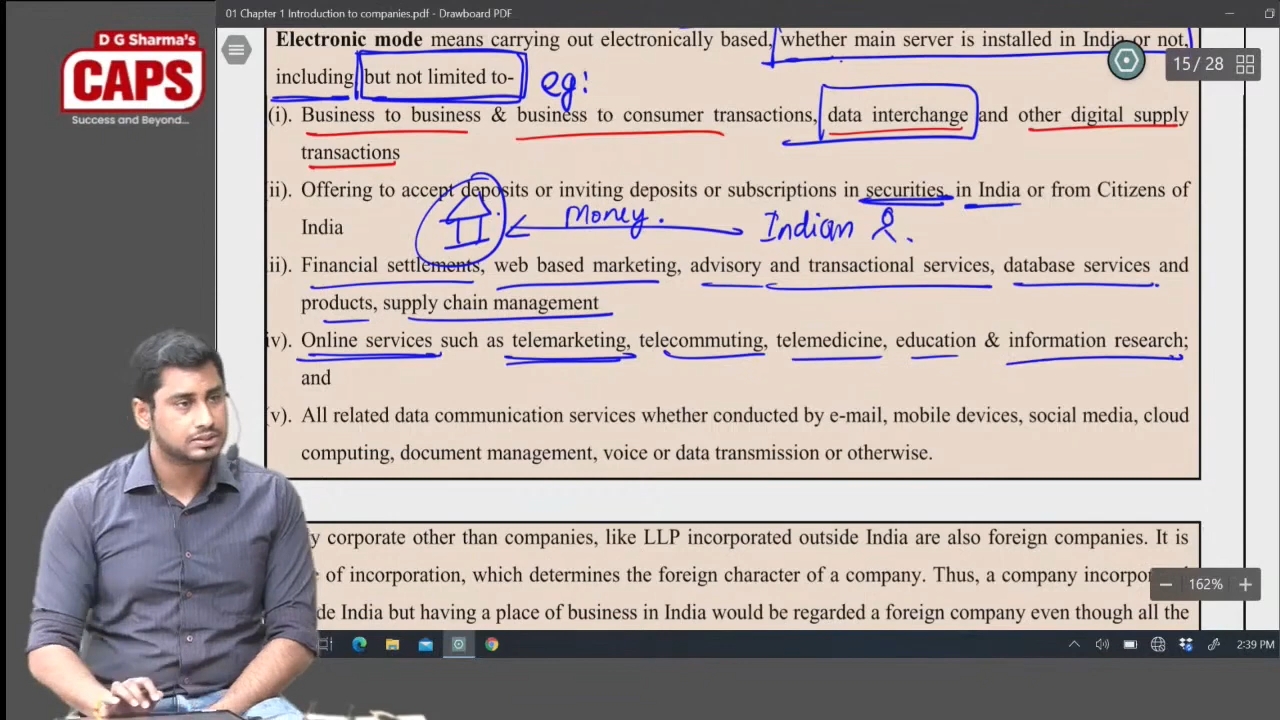 01 Chapter 1 Introduction to companies.pdf - Drawboard PDF
D G Sharma's
CAPS
Success and Beyond...
15 / 28
Electronic mode means carrying out electronically based, whether main server is installed in India or not,
including but not limited to-
eg:
(i). Business to business & business to consumer transactions, data interchange and other digital supply
transactions
ii). Offering to accept deposits or inviting deposits or subscriptions in securities, in India or from Citizens of
India
Money.
Indian
ii). Financial settlements, web based marketing, advisory and transactional services, database services and
products, supply chain management
iv). Online services such as telemarketing, telecommuting, telemedicine, education & information research;
and
v). All related data communication services whether conducted by e-mail, mobile devices, social media, cloud
computing, document management, voice or data transmission or otherwise.
y corporate other than companies, like LLP incorporated outside India are also foreign companies. It is
e of incorporation, which determines the foreign character of a company. Thus, a company incorpor
de India but having a place of business in India would be regarded a foreign company even though all the
162%
2:39 PM